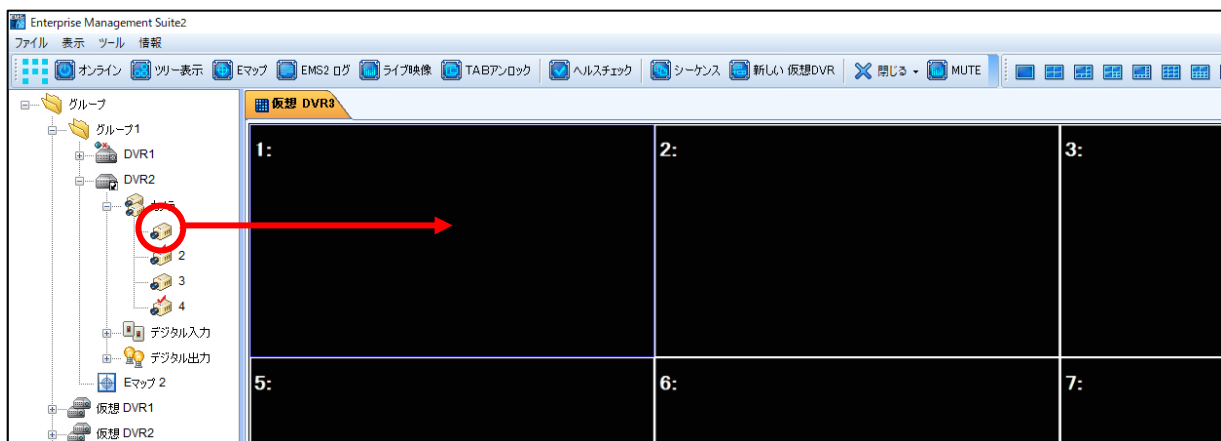 Enterprise Management Suite2
ファイル 表示 ツール 情報
オンライン ツリー表示 Eマップ EMS2 ログ ライブ映像 TABアンロック ヘルスチェック シーケンス 新しい 仮想DVR 閉じる MUTE
グループ
仮想 DVR3
グループ1
DVR1
DVR2
カメラ
2
3
4
デジタル入力
デジタル出力
Eマップ 2
仮想 DVR1
仮想 DVR2
1: 2: 3:
5: 6: 7: